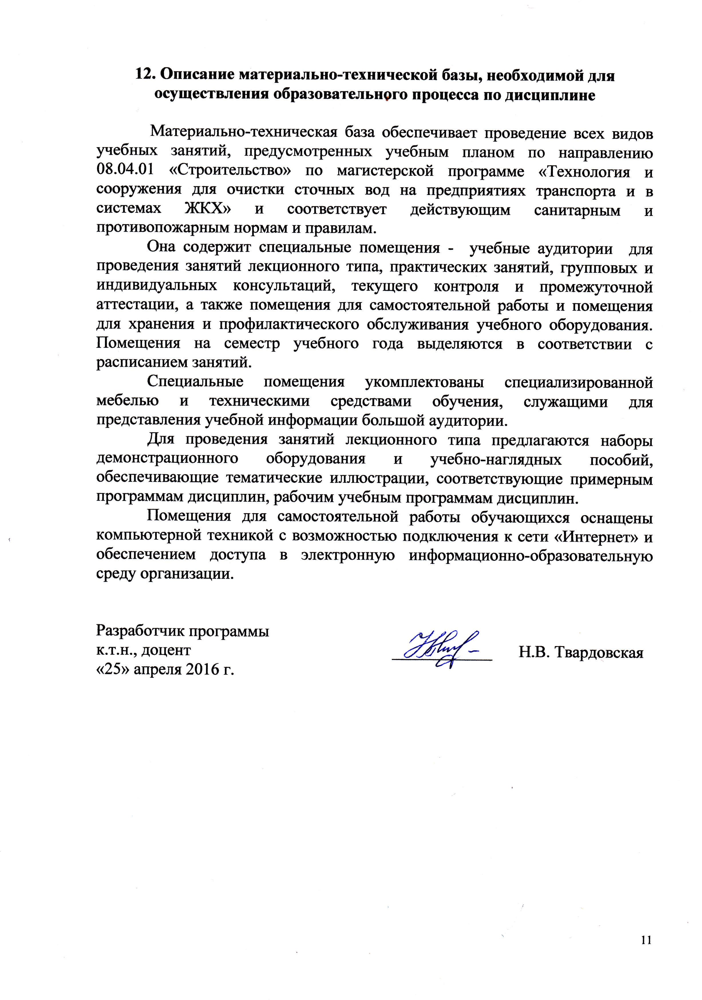 12. Описание материально-технической базы, необходимой для
осуществления образовательного процесса по дисциплине
Материально-техническая база обеспечивает проведение всех видов
учебных занятий, предусмотренных учебным планом по направлению
08.04.01 «Строительство» по магистерской программе «Технология и
сооружения для очистки сточных вод на предприятиях транспорта и в
системах ЖКХ» и соответствует действующим санитарным и
противопожарным нормам и правилам.
Она содержит специальные помещения - учебные аудитории для
проведения занятий лекционного типа, практических занятий, групповых и
индивидуальных консультаций, текущего контроля и промежуточной
аттестации, а также помещения для самостоятельной работы и помещения
для хранения и профилактического обслуживания учебного оборудования.
Помещения на семестр учебного года выделяются в соответствии с
расписанием занятий.
Специальные помещения укомплектованы специализированной
мебелью и техническими средствами обучения, служащими для
представления учебной информации большой аудитории.
Для проведения занятий лекционного типа предлагаются наборы
демонстрационного оборудования и учебно-наглядных пособий,
обеспечивающие тематические иллюстрации, соответствующие примерным
программам дисциплин, рабочим учебным программам дисциплин.
Помещения для самостоятельной работы обучающихся оснащены
компьютерной техникой с возможностью подключения к сети «Интернет» и
обеспечением доступа в электронную информационно-образовательную
среду организации.
Разработчик программы
к.т.н., доцент
Н.В. Твардовская
«25» апреля 2016 г.
11